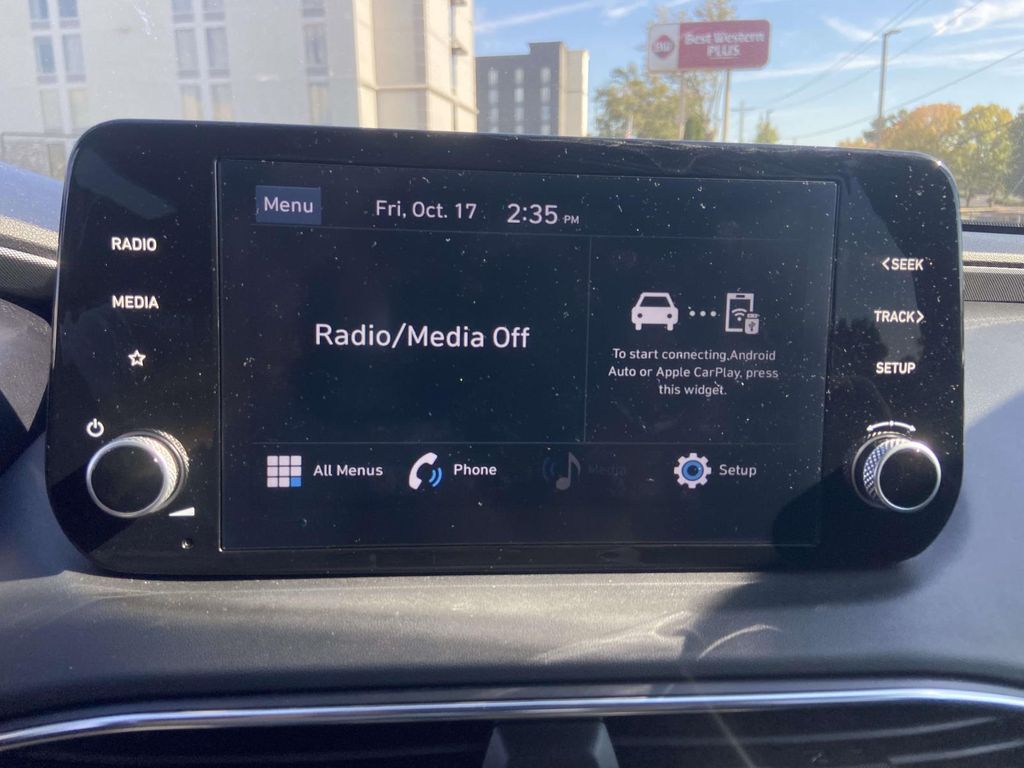 Best Western
PLUS
Menu
Fri, Oct. 17
2:35 PM
RADIO
MEDIA
Radio/Media Off
To start connecting,Android
Auto or Apple CarPlay, press
this widget.
<SEEK
TRACK>
SETUP
All Menus
Phone
Media
Setup